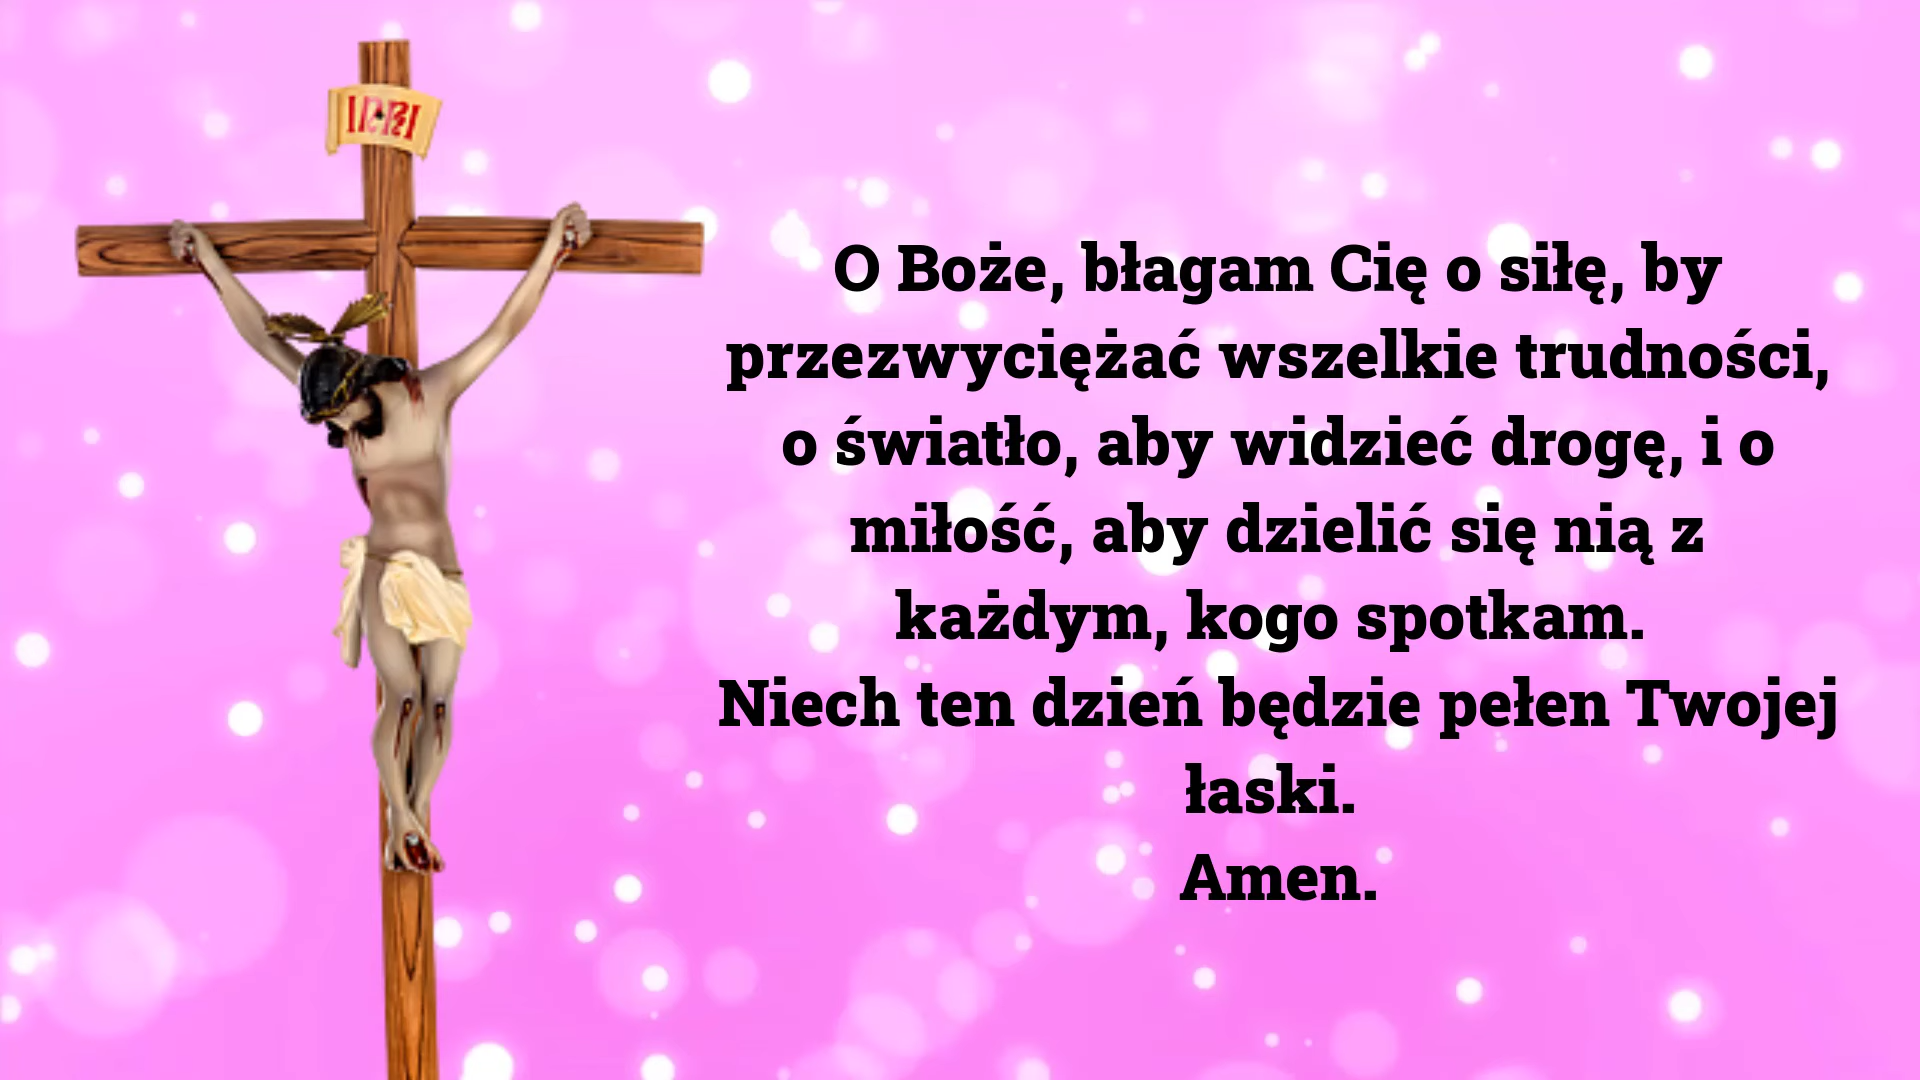 O Boże, błagam Cię o siłę, by
przezwyciężać wszelkie trudności,
o światło, aby widzieć drogę, i o
miłość, aby dzielić się nią z
każdym, kogo spotkam.
Niech ten dzień będzie pełen Twojej
łaski.
Amen.